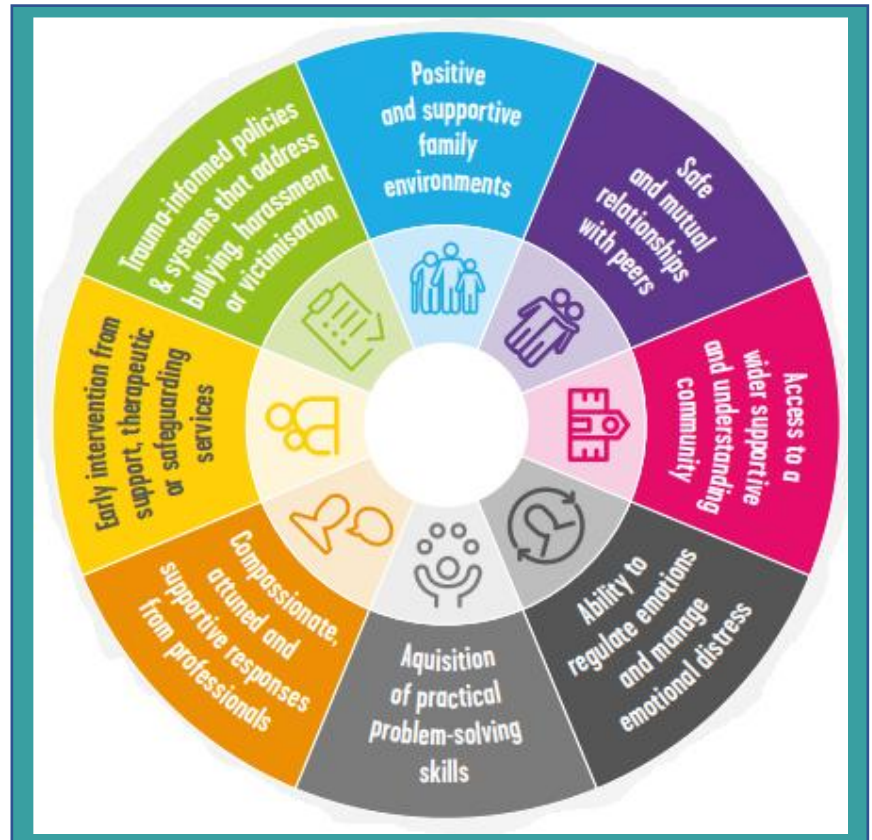 Positive
and supportive
family
environments
Safe
and mutual
relationships
with peers
Access to a
wider supportive
and understanding
community
Ability to
regulate emotions
and manage
emotional distress
Aquisition
of practical
problem-solving
skills
Compassionate,
attuned and
supportive responses
from professionals
Early intervention from
support, therapeutic
or safeguarding
services
Trauma-informed policies
& systems that address
bullying, harassment
or victimisation